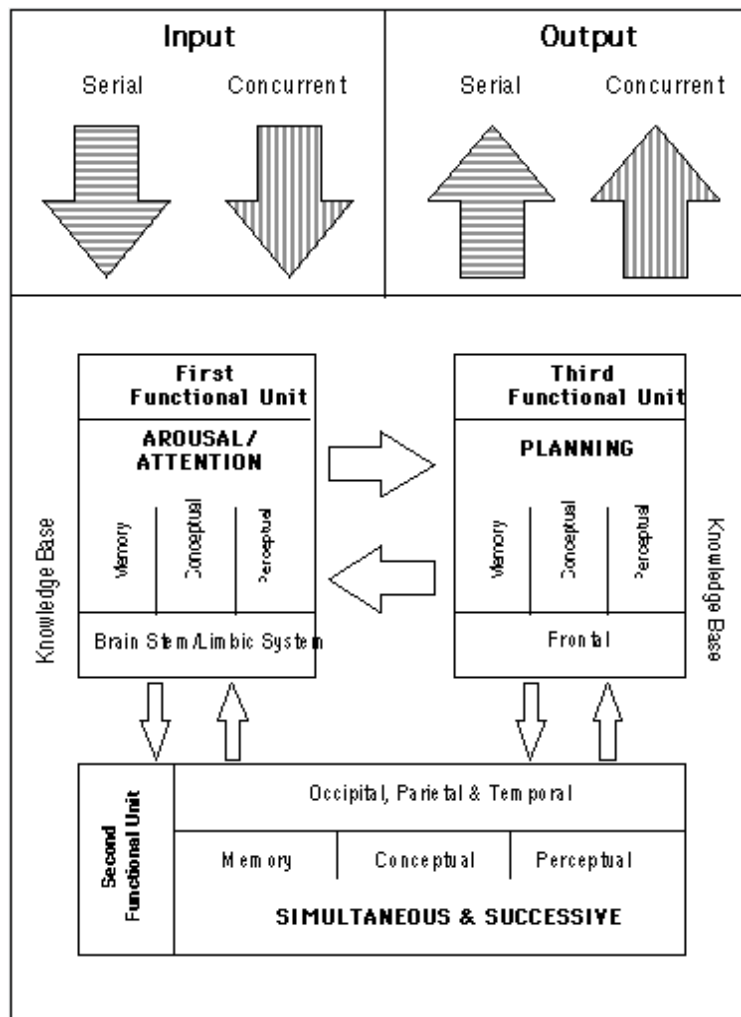 Input
Output
Serial
Concurrent
Serial
Concurrent
First
Functional Unit
AROUSAL/
ATTENTION
Memory
Conceptual
Perceptual
Brain Stem/Limbic System
Knowledge Base
Third
Functional Unit
PLANNING
Memory
Conceptual
Perceptual
Frontal
Knowledge Base
Second
Functional Unit
Occipital, Parietal & Temporal
Memory
Conceptual
Perceptual
SIMULTANEOUS & SUCCESSIVE